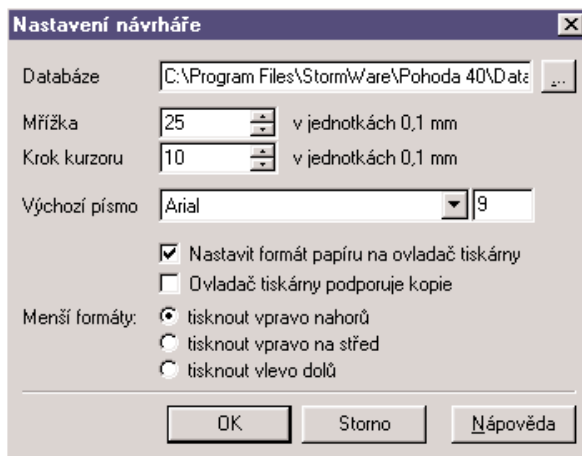 Nastavení návrháře
Databáze C:\Program Files\StormWare\Pohoda 40\Data ...
Mřížka 25 v jednotkách 0,1 mm
Krok kurzoru 10 v jednotkách 0,1 mm
Výchozí písmo Arial 9
Nastavit formát papíru na ovladač tiskárny
Ovladač tiskárny podporuje kopie
Menší formáty: tisknout vpravo nahorů
tisknout vpravo na střed
tisknout vlevo dolů
OK Storno Nápověda